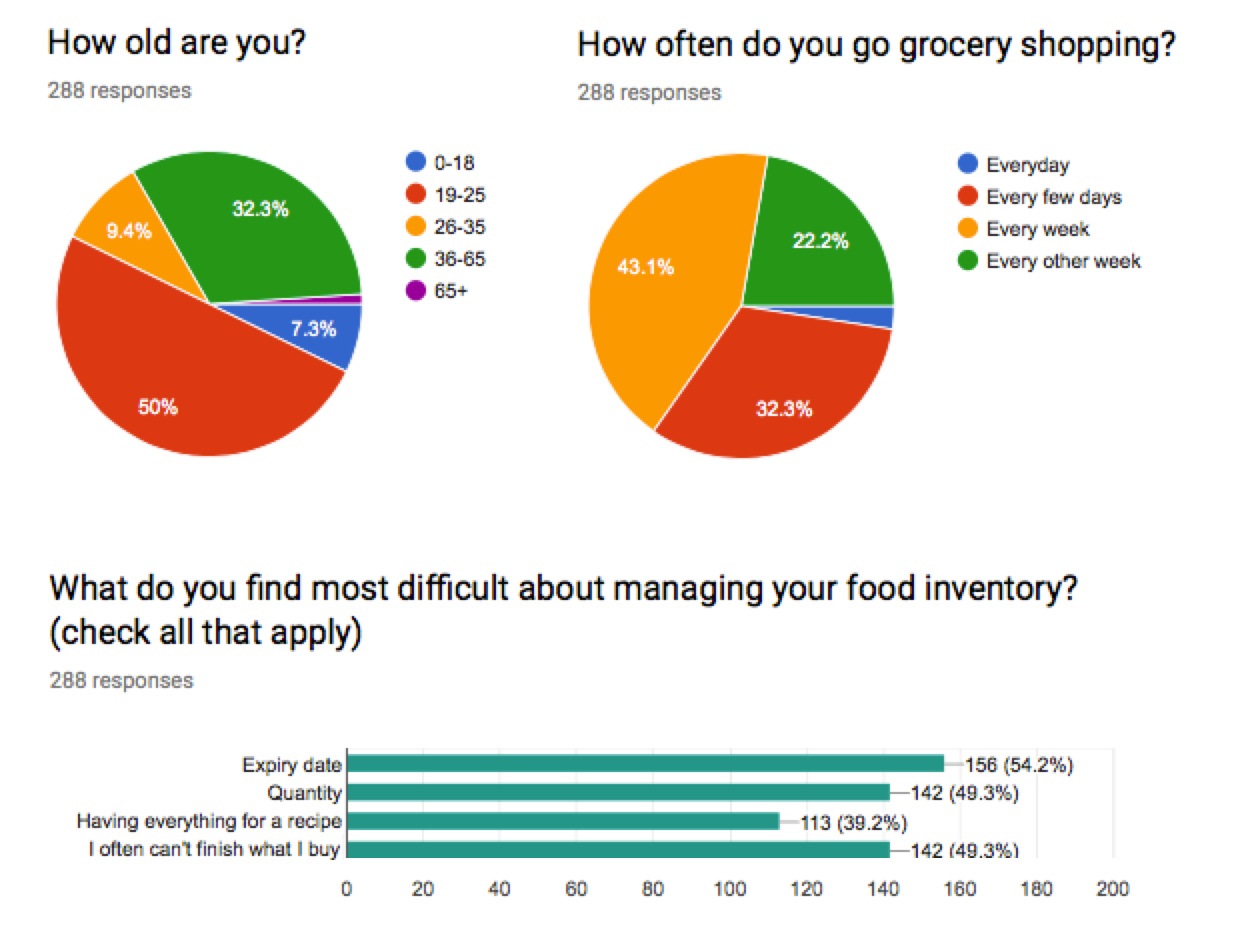 How old are you?
288 responses
0-18
19-25
26-35
36-65
65+
32.3%
9.4%
7.3%
50%
How often do you go grocery shopping?
288 responses
Everyday
Every few days
Every week
Every other week
22.2%
43.1%
32.3%
What do you find most difficult about managing your food inventory?
(check all that apply)
288 responses
Expiry date 156 (54.2%)
Quantity 142 (49.3%)
Having everything for a recipe 113 (39.2%)
I often can't finish what I buy 142 (49.3%)
0 20 40 60 80 100 120 140 160 180 200